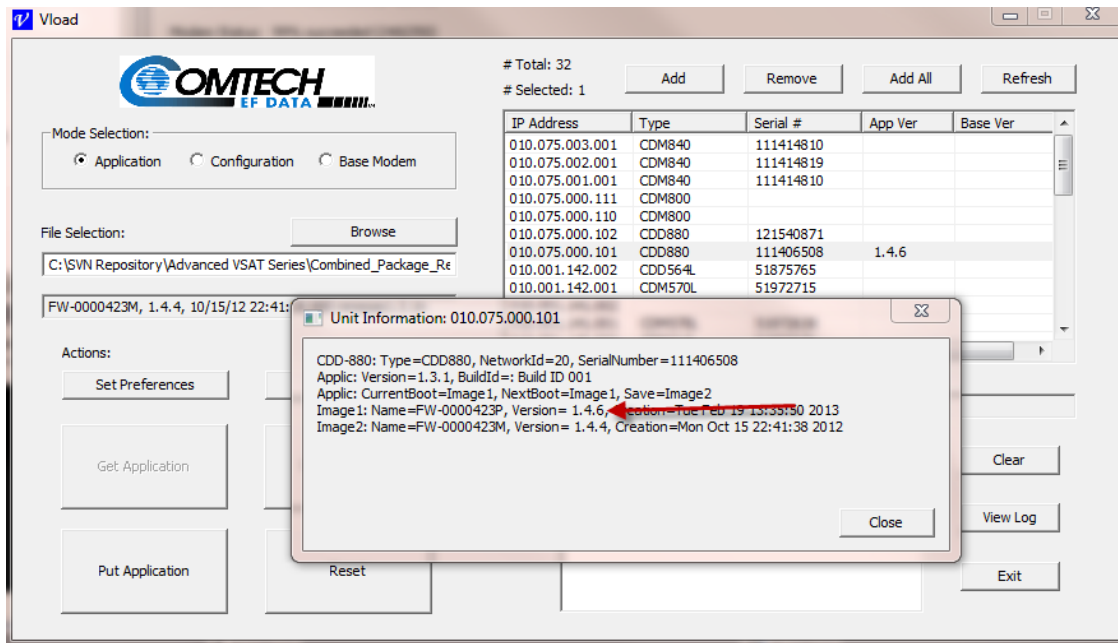 Vload
COMTECH
EF DATA
# Total: 32
# Selected: 1
Add
Remove
Add All
Refresh
Mode Selection:
Application
Configuration
Base Modem
IP Address Type Serial # App Ver Base Ver
010.075.003.001 CDM840 111414810
010.075.002.001 CDM840 111414819
010.075.001.001 CDM840 111414810
010.075.000.111 CDM800
010.075.000.110 CDM800
010.075.000.102 CDD880 121540871
010.075.000.101 CDD880 111406508 1.4.6
010.001.142.002 CDD564L 51875765
010.001.142.001 CDM570L 51972715
File Selection:
Browse
C:\SVN Repository\Advanced VSAT Series\Combined_Package_Re
FW-0000423M, 1.4.4, 10/15/12 22:41:
Unit Information: 010.075.000.101
CDD-880: Type=CDD880, NetworkId=20, SerialNumber=111406508
Applic: Version=1.3.1, BuildId=: Build ID 001
Applic: CurrentBoot=Image1, NextBoot=Image1, Save=Image2
Image1: Name=FW-0000423P, Version= 1.4.6, Creation=Tue Feb 19 13:35:50 2013
Image2: Name=FW-0000423M, Version= 1.4.4, Creation=Mon Oct 15 22:41:38 2012
Close
Actions:
Set Preferences
Get Application
Put Application
Reset
Clear
View Log
Exit